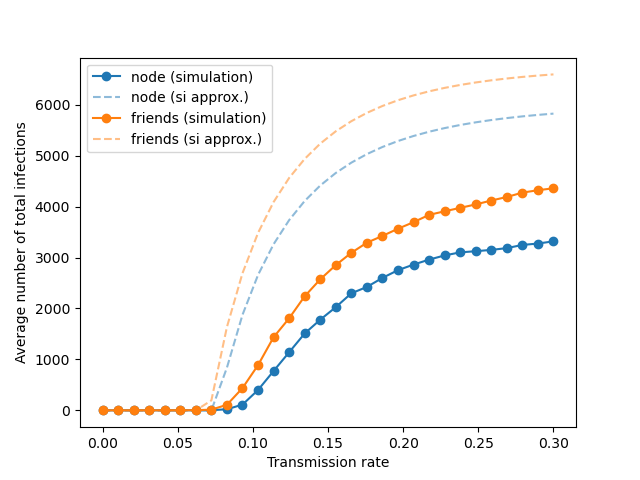 node (simulation)
node (si approx.)
friends (simulation)
friends (si approx.)
Average number of total infections
6000
5000
4000
3000
2000
1000
0
0.00 0.05 0.10 0.15 0.20 0.25 0.30
Transmission rate